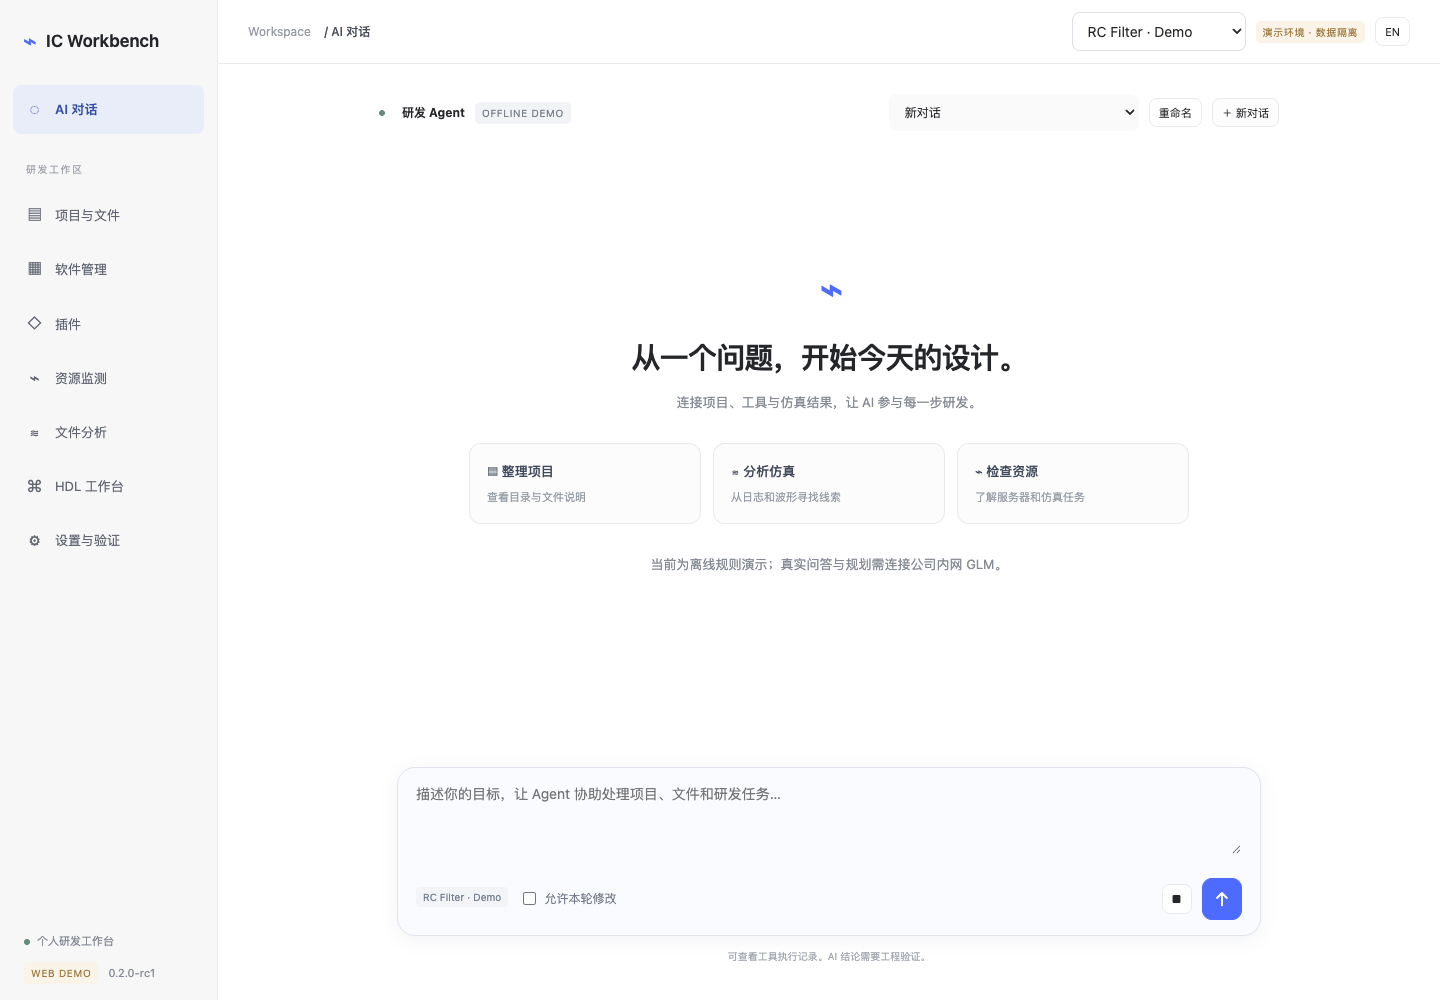 IC Workbench
AI 对话
研发工作区
项目与文件
软件管理
插件
资源监测
文件分析
HDL 工作台
设置与验证
个人研发工作台
WEB DEMO 0.2.0-rc1
Workspace / AI 对话
RC Filter · Demo
演示环境 · 数据隔离
EN
研发 Agent OFFLINE DEMO
新对话
重命名
+ 新对话
从一个问题，开始今天的设计。
连接项目、工具与仿真结果，让 AI 参与每一步研发。
整理项目
查看目录与文件说明
分析仿真
从日志和波形寻找线索
检查资源
了解服务器和仿真任务
当前为离线规则演示；真实问答与规划需连接公司内网 GLM。
描述你的目标，让 Agent 协助处理项目、文件和研发任务...
RC Filter · Demo 允许本轮修改
可查看工具执行记录。AI 结论需要工程验证。